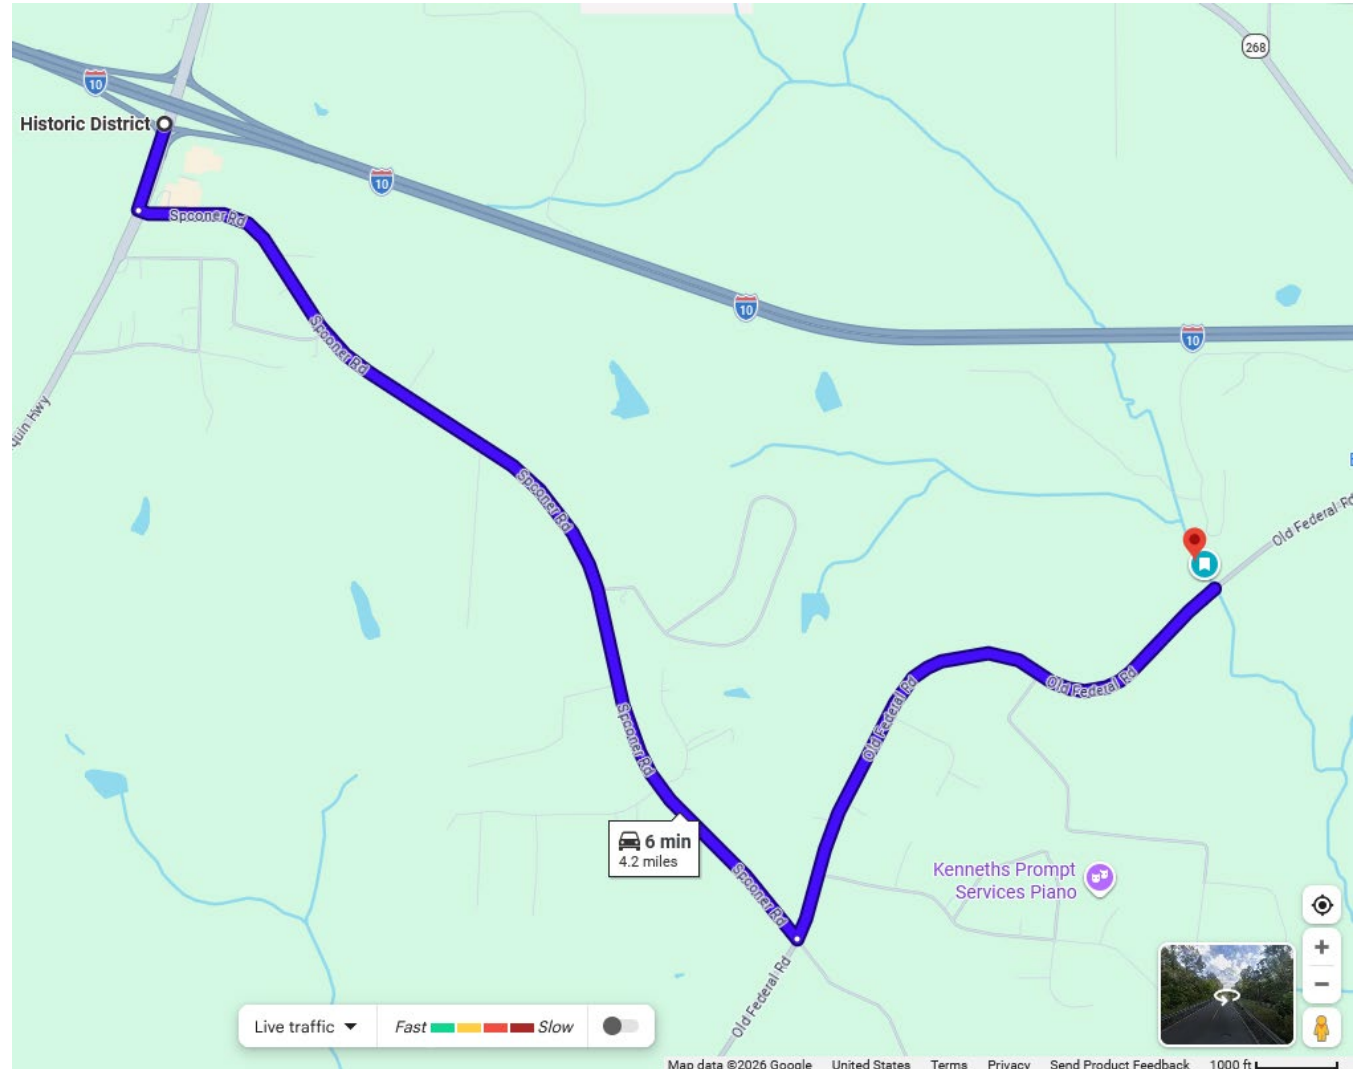 268
10
Historic District
10
Spooner Rd
10
10
Spooner Rd
quin Hwy
Spooner Rd
Old Federal Rd
Old Federal Rd
Old Federal Rd
Spooner Rd
6 min
4.2 miles
Spooner Rd
Kenneths Prompt
Services Piano
Old Federal Rd
Live traffic
Fast
Slow
Map data ©2026 Google United States Terms Privacy Send Product Feedback 1000 ft